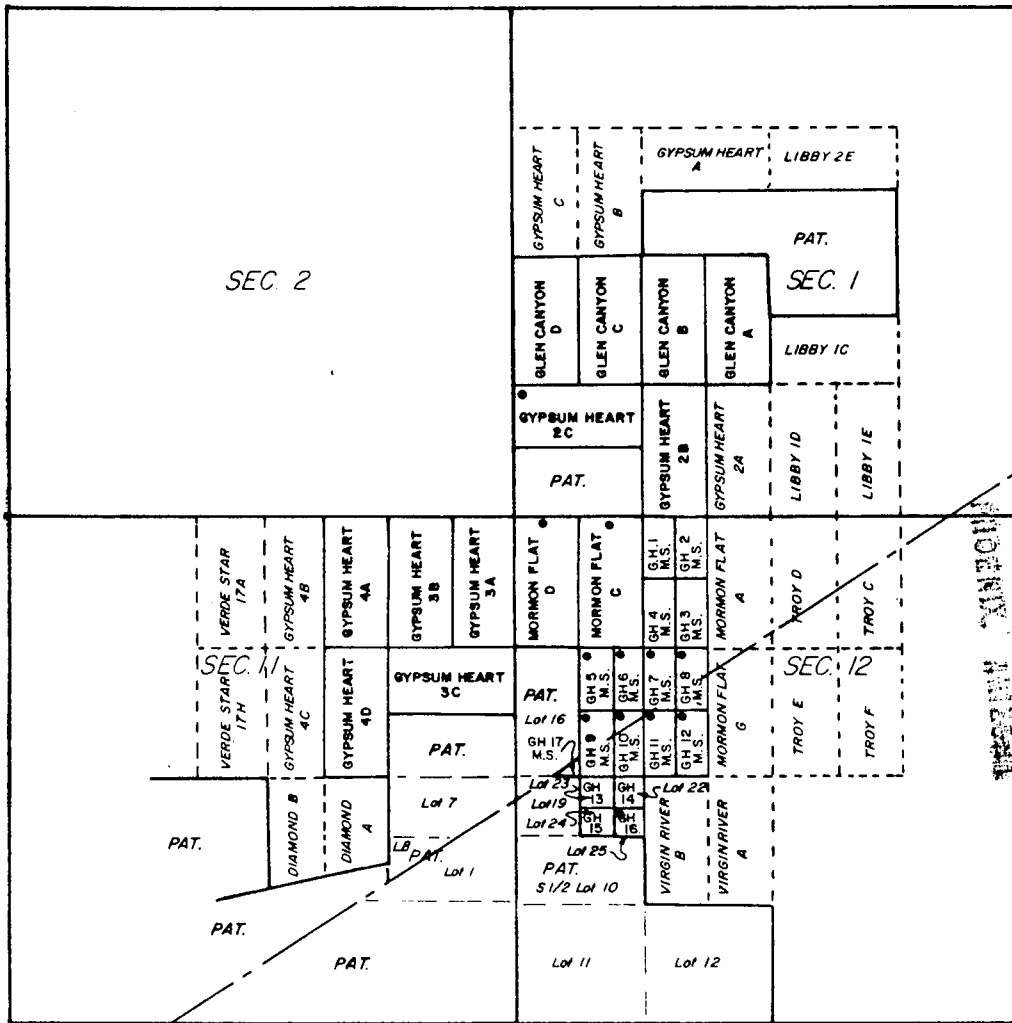 GYPSUM HEART
C
GYPSUM HEART
B
GYPSUM HEART
A
LIBBY 2E
PAT.
SEC. 2
SEC. 1
GLEN CANYON
D
GLEN CANYON
C
GLEN CANYON
B
GLEN CANYON
A
LIBBY 1C
GYPSUM HEART
2C
GYPSUM HEART
2B
GYPSUM HEART
2A
LIBBY 1D
LIBBY 1E
PAT.
VERDE STAR
17A
GYPSUM HEART
4B
GYPSUM HEART
4A
GYPSUM HEART
3B
GYPSUM HEART
3A
MORMON FLAT
D
MORMON FLAT
C
G.H. 1
M.S.
GH 2
M.S.
GH 4
M.S.
GH 3
M.S.
MORMON FLAT
A
TROY D
TROY C
SEC. 11
SEC. 12
VERDE STAR
17H
GYPSUM HEART
4C
GYPSUM HEART
4D
GYPSUM HEART
3C
PAT.
PAT.
Lot 16
GH 17
M.S.
GH 5
M.S.
GH 6
M.S.
GH 7
M.S.
GH 8
M.S.
GH 9
M.S.
GH 10
M.S.
GH 11
M.S.
GH 12
M.S.
MORMON FLAT
G
TROY E
TROY F
PAT.
DIAMOND B
DIAMOND
A
Lot 7
L8
PAT.
Lot 1
Lot 23
Lot 19
Lot 24
GH
13
GH
14
GH
15
GH
16
Lot 22
Lot 25
PAT.
S 1/2 Lot 10
VIRGIN RIVER
B
VIRGIN RIVER
A
PAT.
PAT.
Lot 11
Lot 12